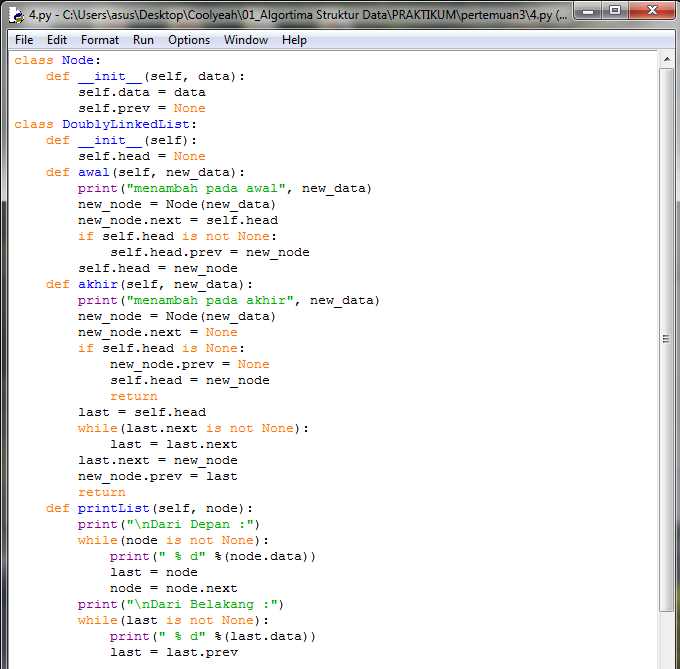 4.py - C:\Users\asus\Desktop\Coolyeah\01_Algortima Struktur Data\PRAKTIKUM\pertemuan3\4.py (...
File Edit Format Run Options Window Help
class Node:
    def __init__(self, data):
        self.data = data
        self.prev = None
class DoublyLinkedList:
    def __init__(self):
        self.head = None
    def awal(self, new_data):
        print("menambah pada awal", new_data)
        new_node = Node(new_data)
        new_node.next = self.head
        if self.head is not None:
            self.head.prev = new_node
        self.head = new_node
    def akhir(self, new_data):
        print("menambah pada akhir", new_data)
        new_node = Node(new_data)
        new_node.next = None
        if self.head is None:
            new_node.prev = None
            self.head = new_node
            return
        last = self.head
        while(last.next is not None):
            last = last.next
        last.next = new_node
        new_node.prev = last
        return
    def printList(self, node):
        print("\nDari Depan :")
        while(node is not None):
            print(" % d" %(node.data))
            last = node
            node = node.next
        print("\nDari Belakang :")
        while(last is not None):
            print(" % d" %(last.data))
            last = last.prev